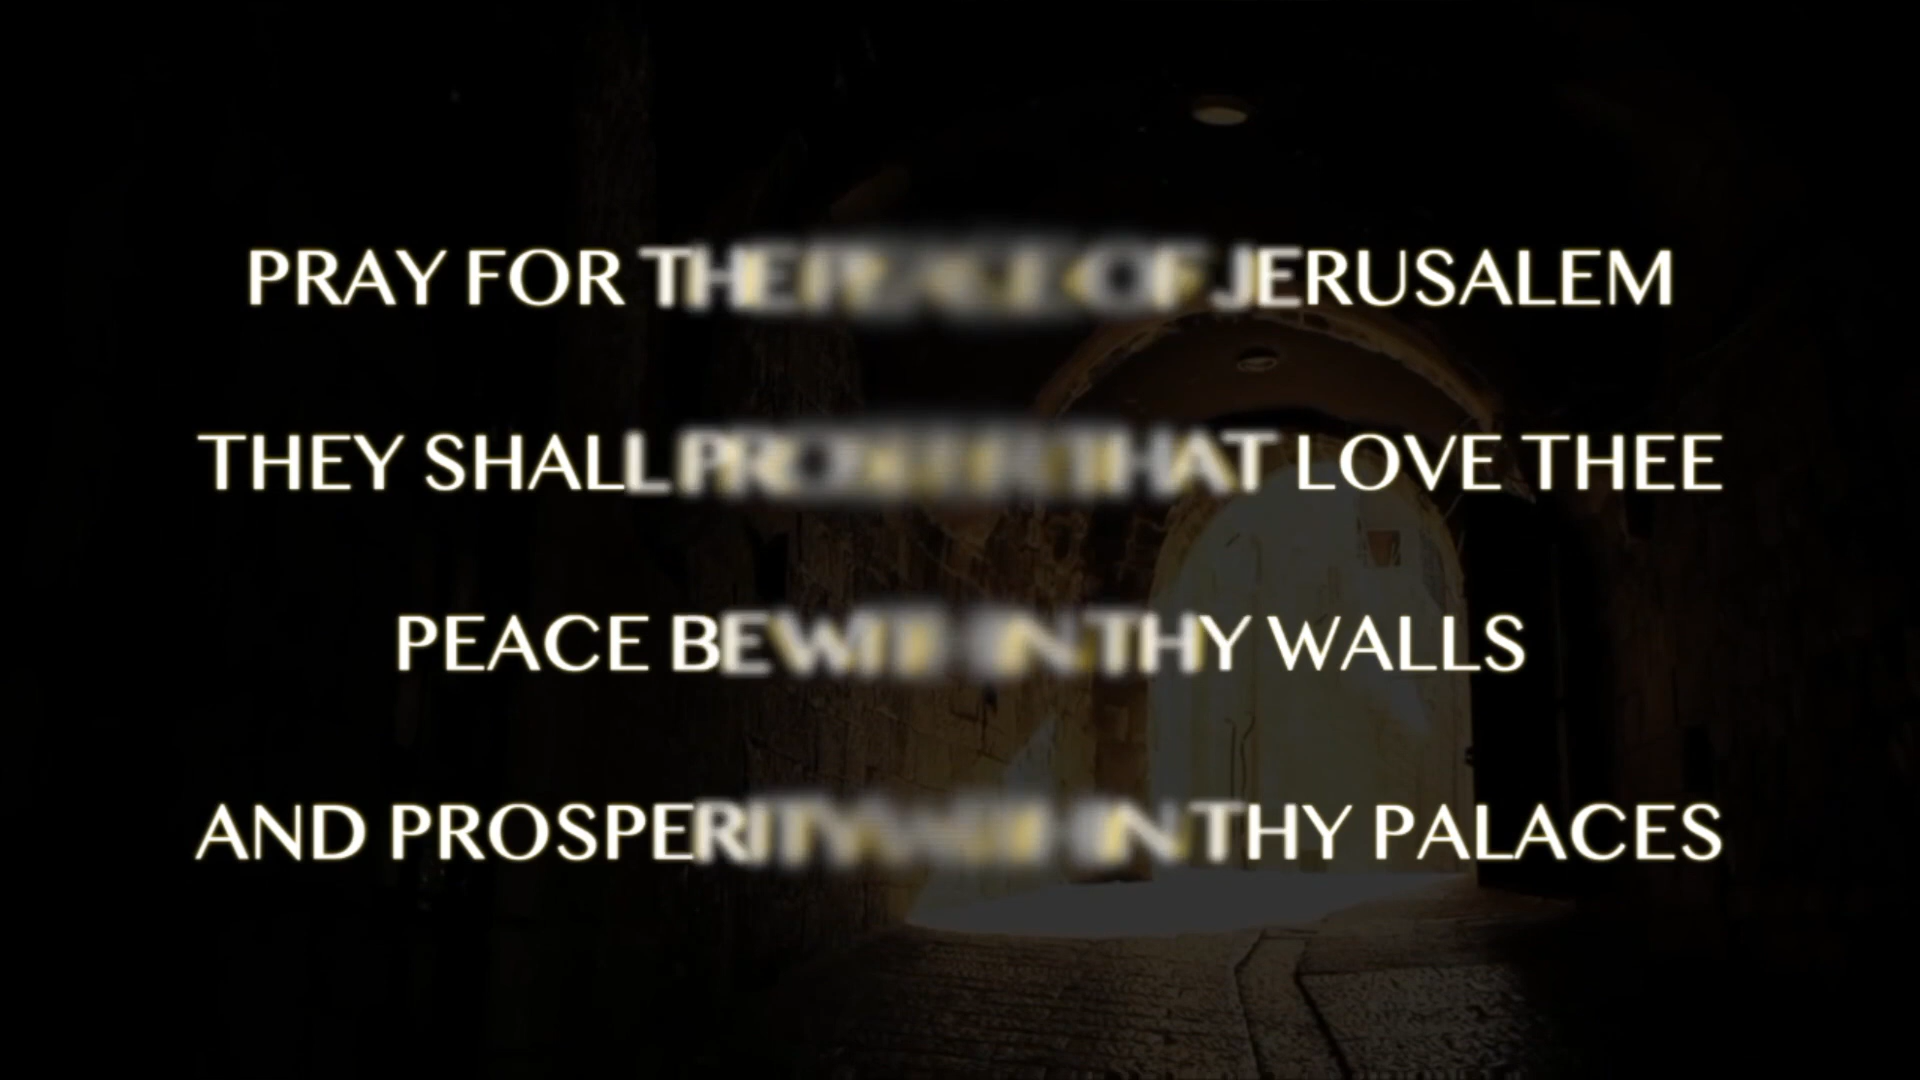 PRAY FOR THE PEACE OF JERUSALEM
THEY SHALL PROSPER THAT LOVE THEE
PEACE BE WITHIN THY WALLS
AND PROSPERITY WITHIN THY PALACES